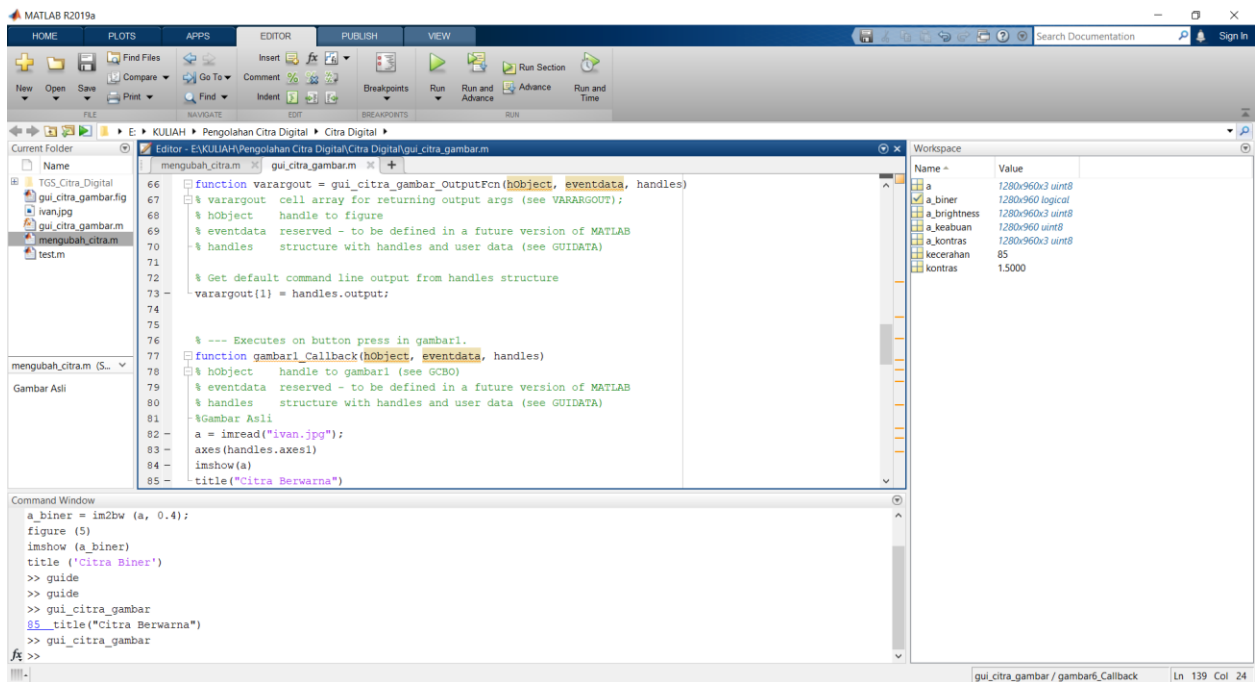 MATLAB R2019a
HOME PLOTS APPS EDITOR PUBLISH VIEW Search Documentation Sign In
New Open Save Find Files Compare Print Go To Find Insert fx Comment Indent Breakpoints Run Run and Advance Run Section Advance Run and Time
FILE NAVIGATE EDIT BREAKPOINTS RUN
E: KULIAH Pengolahan Citra Digital Citra Digital
Current Folder
Name
TGS_Citra_Digital
gui_citra_gambar.fig
ivan.jpg
gui_citra_gambar.m
mengubah_citra.m
test.m
mengubah_citra.m (S...
Gambar Asli
Editor - E:\KULIAH\Pengolahan Citra Digital\Citra Digital\gui_citra_gambar.m
mengubah_citra.m gui_citra_gambar.m
66 function varargout = gui_citra_gambar_OutputFcn(hObject, eventdata, handles)
67 % varargout cell array for returning output args (see VARARGOUT);
68 % hObject handle to figure
69 % eventdata reserved - to be defined in a future version of MATLAB
70 % handles structure with handles and user data (see GUIDATA)
71
72 % Get default command line output from handles structure
73 - varargout{1} = handles.output;
74
75
76 % --- Executes on button press in gambar1.
77 function gambar1_Callback(hObject, eventdata, handles)
78 % hObject handle to gambar1 (see GCBO)
79 % eventdata reserved - to be defined in a future version of MATLAB
80 % handles structure with handles and user data (see GUIDATA)
81 %Gambar Asli
82 - a = imread("ivan.jpg");
83 - axes(handles.axes1)
84 - imshow(a)
85 - title("Citra Berwarna")
Workspace
Name Value
a 1280x960x3 uint8
a_biner 1280x960 logical
a_brightness 1280x960x3 uint8
a_keabuan 1280x960 uint8
a_kontras 1280x960x3 uint8
kecerahan 85
kontras 1.5000
Command Window
a_biner = im2bw (a, 0.4);
figure (5)
imshow (a_biner)
title ('Citra Biner')
>> guide
>> guide
>> gui_citra_gambar
85 title("Citra Berwarna")
>> gui_citra_gambar
fx >>
gui_citra_gambar / gambar6_Callback Ln 139 Col 24